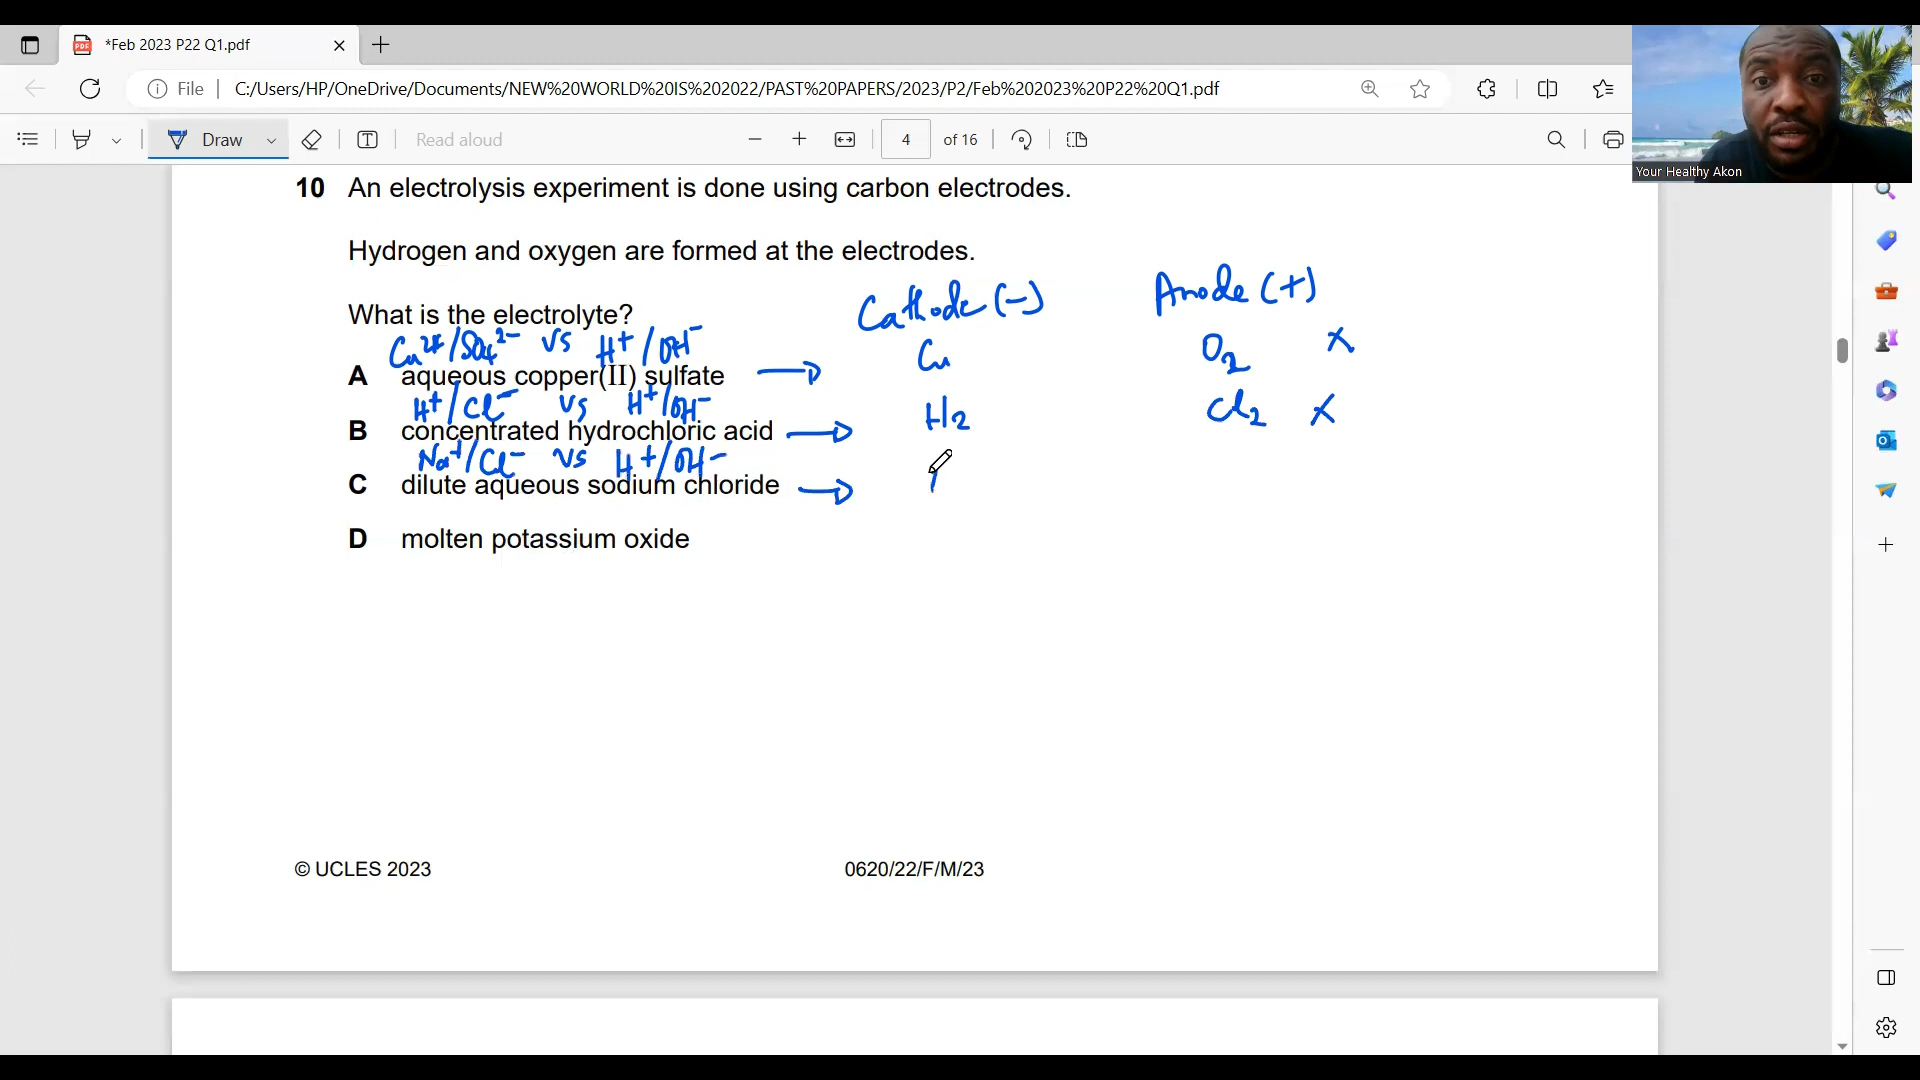 *Feb 2023 P22 Q1.pdf
File
C:/Users/HP/OneDrive/Documents/NEW%20WORLD%20IS%202022/PAST%20PAPERS/2023/P2/Feb%202023%20P22%20Q1.pdf
Draw
Read aloud
4 of 16
Your Healthy Akon
10 An electrolysis experiment is done using carbon electrodes.
Hydrogen and oxygen are formed at the electrodes.
Cathode (−) Anode (+)
What is the electrolyte?
Cu²⁺/SO₄²⁻ vs H⁺/OH⁻ Cu O₂ x
A aqueous copper(II) sulfate
H⁺/Cl⁻ vs H⁺/OH⁻ H₂ Cl₂ x
B concentrated hydrochloric acid
Na⁺/Cl⁻ vs H⁺/OH⁻
C dilute aqueous sodium chloride
D molten potassium oxide
© UCLES 2023 0620/22/F/M/23